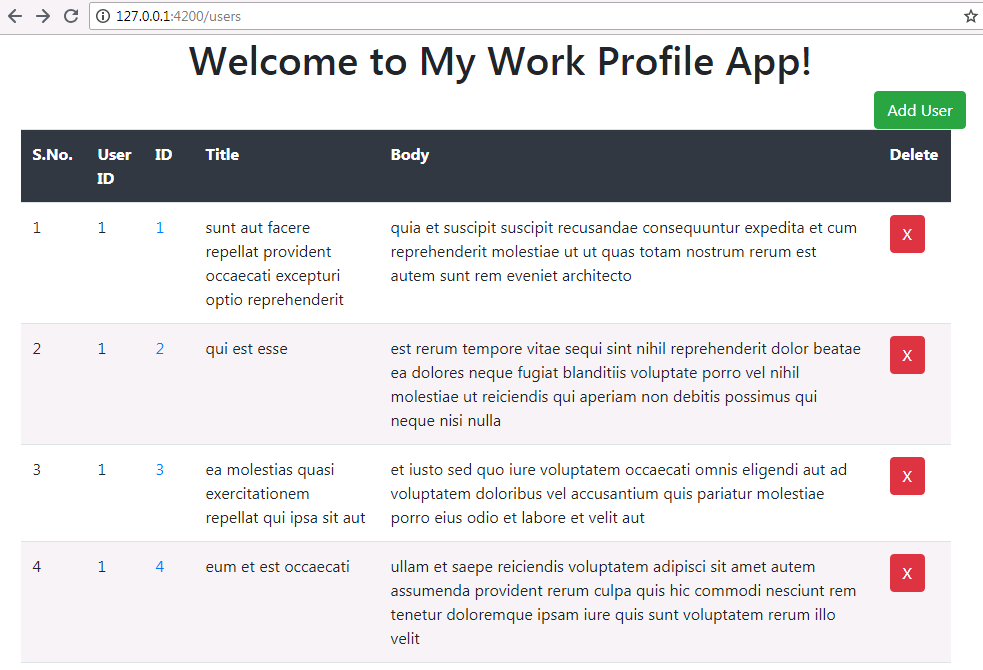 127.0.0.1:4200/users
Welcome to My Work Profile App!
Add User
S.No. User ID ID Title Body Delete
1 1 1 sunt aut facere quia et suscipit suscipit recusandae consequuntur expedita et cum X
repellat provident reprehenderit molestiae ut ut quas totam nostrum rerum est
occaecati excepturi autem sunt rem eveniet architecto
optio reprehenderit
2 1 2 qui est esse est rerum tempore vitae sequi sint nihil reprehenderit dolor beatae X
ea dolores neque fugiat blanditiis voluptate porro vel nihil
molestiae ut reiciendis qui aperiam non debitis possimus qui
neque nisi nulla
3 1 3 ea molestias quasi et iusto sed quo iure voluptatem occaecati omnis eligendi aut ad X
exercitationem voluptatem doloribus vel accusantium quis pariatur molestiae
repellat qui ipsa sit aut porro eius odio et labore et velit aut
4 1 4 eum et est occaecati ullam et saepe reiciendis voluptatem adipisci sit amet autem X
assumenda provident rerum culpa quis hic commodi nesciunt rem
tenetur doloremque ipsam iure quis sunt voluptatem rerum illo
velit